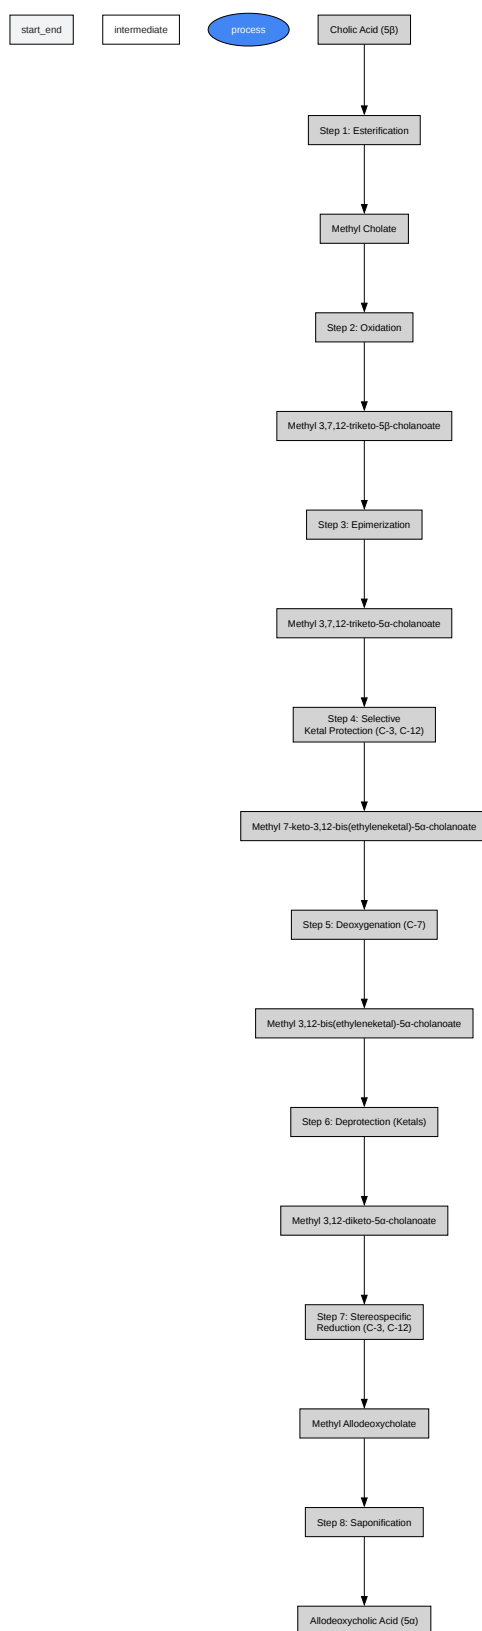 start_end
intermediate
process
Cholic Acid (5β)
Step 1: Esterification
Methyl Cholate
Step 2: Oxidation
Methyl 3,7,12-triketo-5β-cholanoate
Step 3: Epimerization
Methyl 3,7,12-triketo-5α-cholanoate
Step 4: Selective
Ketal Protection (C-3, C-12)
Methyl 7-keto-3,12-bis(ethyleneketal)-5α-cholanoate
Step 5: Deoxygenation (C-7)
Methyl 3,12-bis(ethyleneketal)-5α-cholanoate
Step 6: Deprotection (Ketals)
Methyl 3,12-diketo-5α-cholanoate
Step 7: Stereospecific
Reduction (C-3, C-12)
Methyl Allodeoxycholate
Step 8: Saponification
Allodeoxycholic Acid (5α)